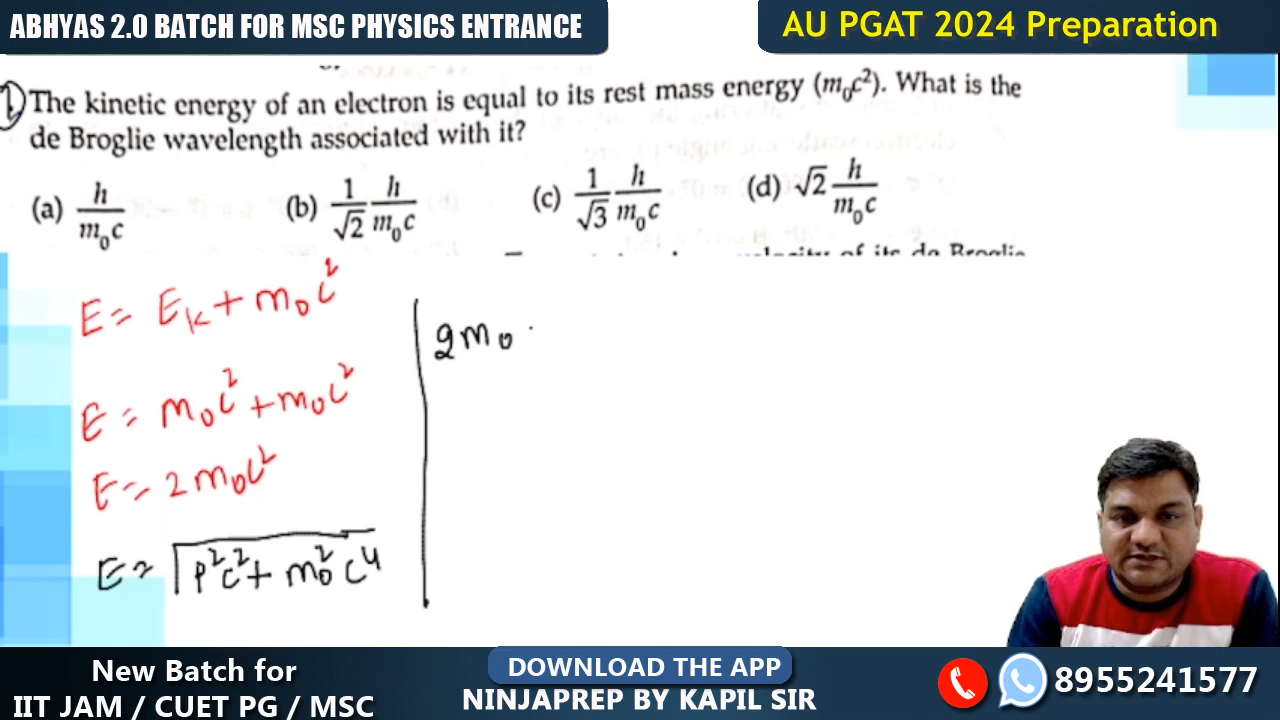 ABHYAS 2.0 BATCH FOR MSC PHYSICS ENTRANCE
AU PGAT 2024 Preparation
1) The kinetic energy of an electron is equal to its rest mass energy (m₀c²). What is the
de Broglie wavelength associated with it?
(a) h/m₀c (b) 1/√2 h/m₀c (c) 1/√3 h/m₀c (d) √2 h/m₀c
E = Eₖ + m₀c²
E = m₀c² + m₀c²
E = 2m₀c²
E = √p²c² + m₀²c⁴
2m₀
New Batch for
IIT JAM / CUET PG / MSC
DOWNLOAD THE APP
NINJAPREP BY KAPIL SIR
8955241577